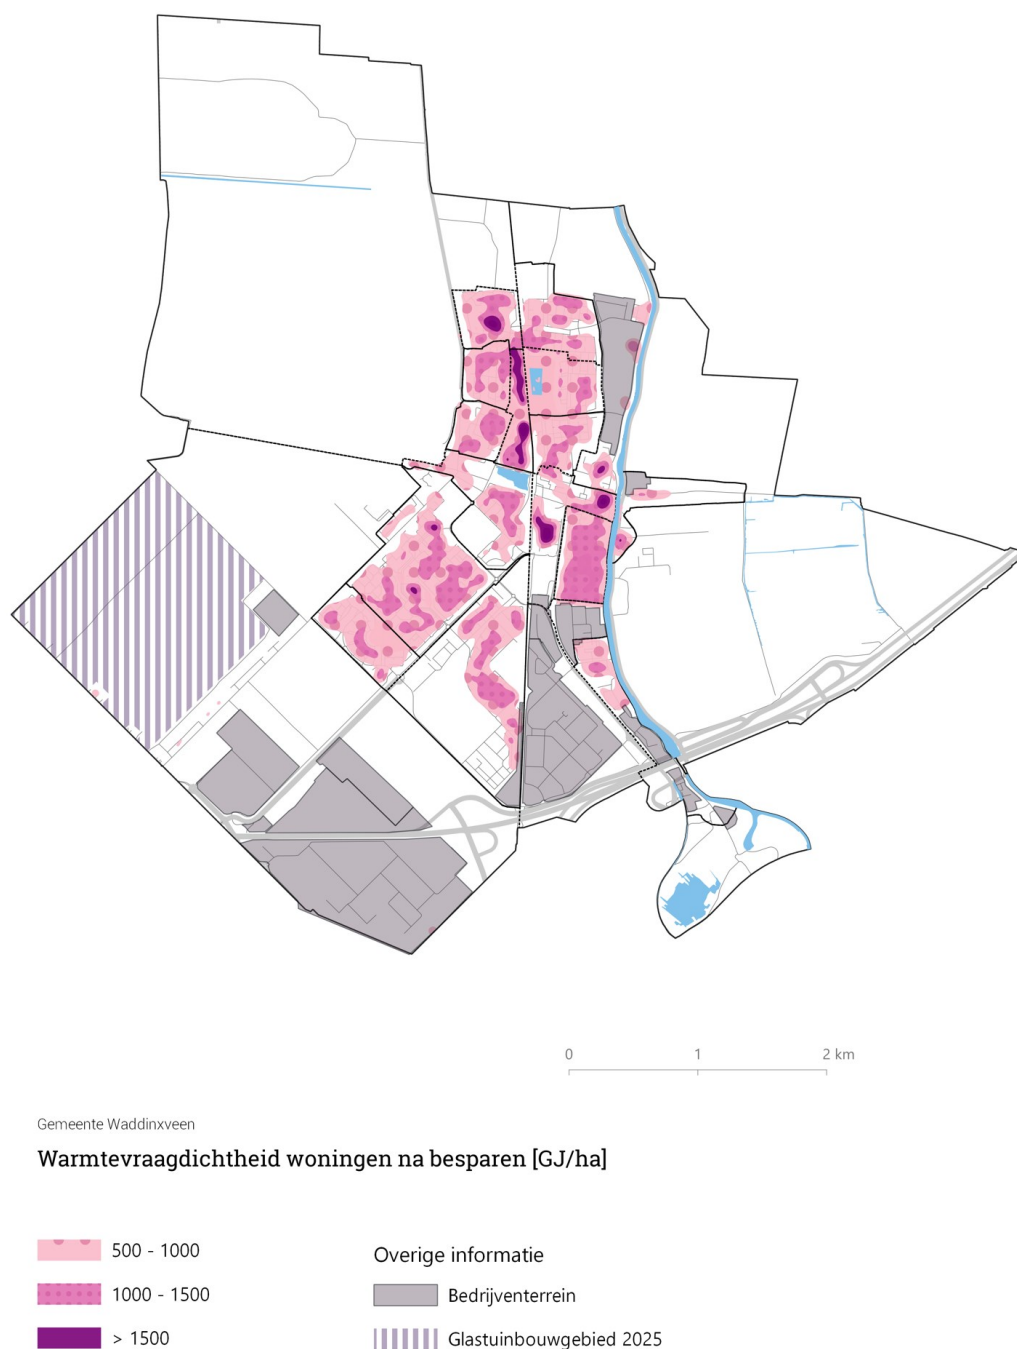 0 1 2 km
Gemeente Waddinxveen
Warmtevraagdichtheid woningen na besparen [GJ/ha]
500 - 1000
1000 - 1500
> 1500
Overige informatie
Bedrijventerrein
Glastuinbouwgebied 2025